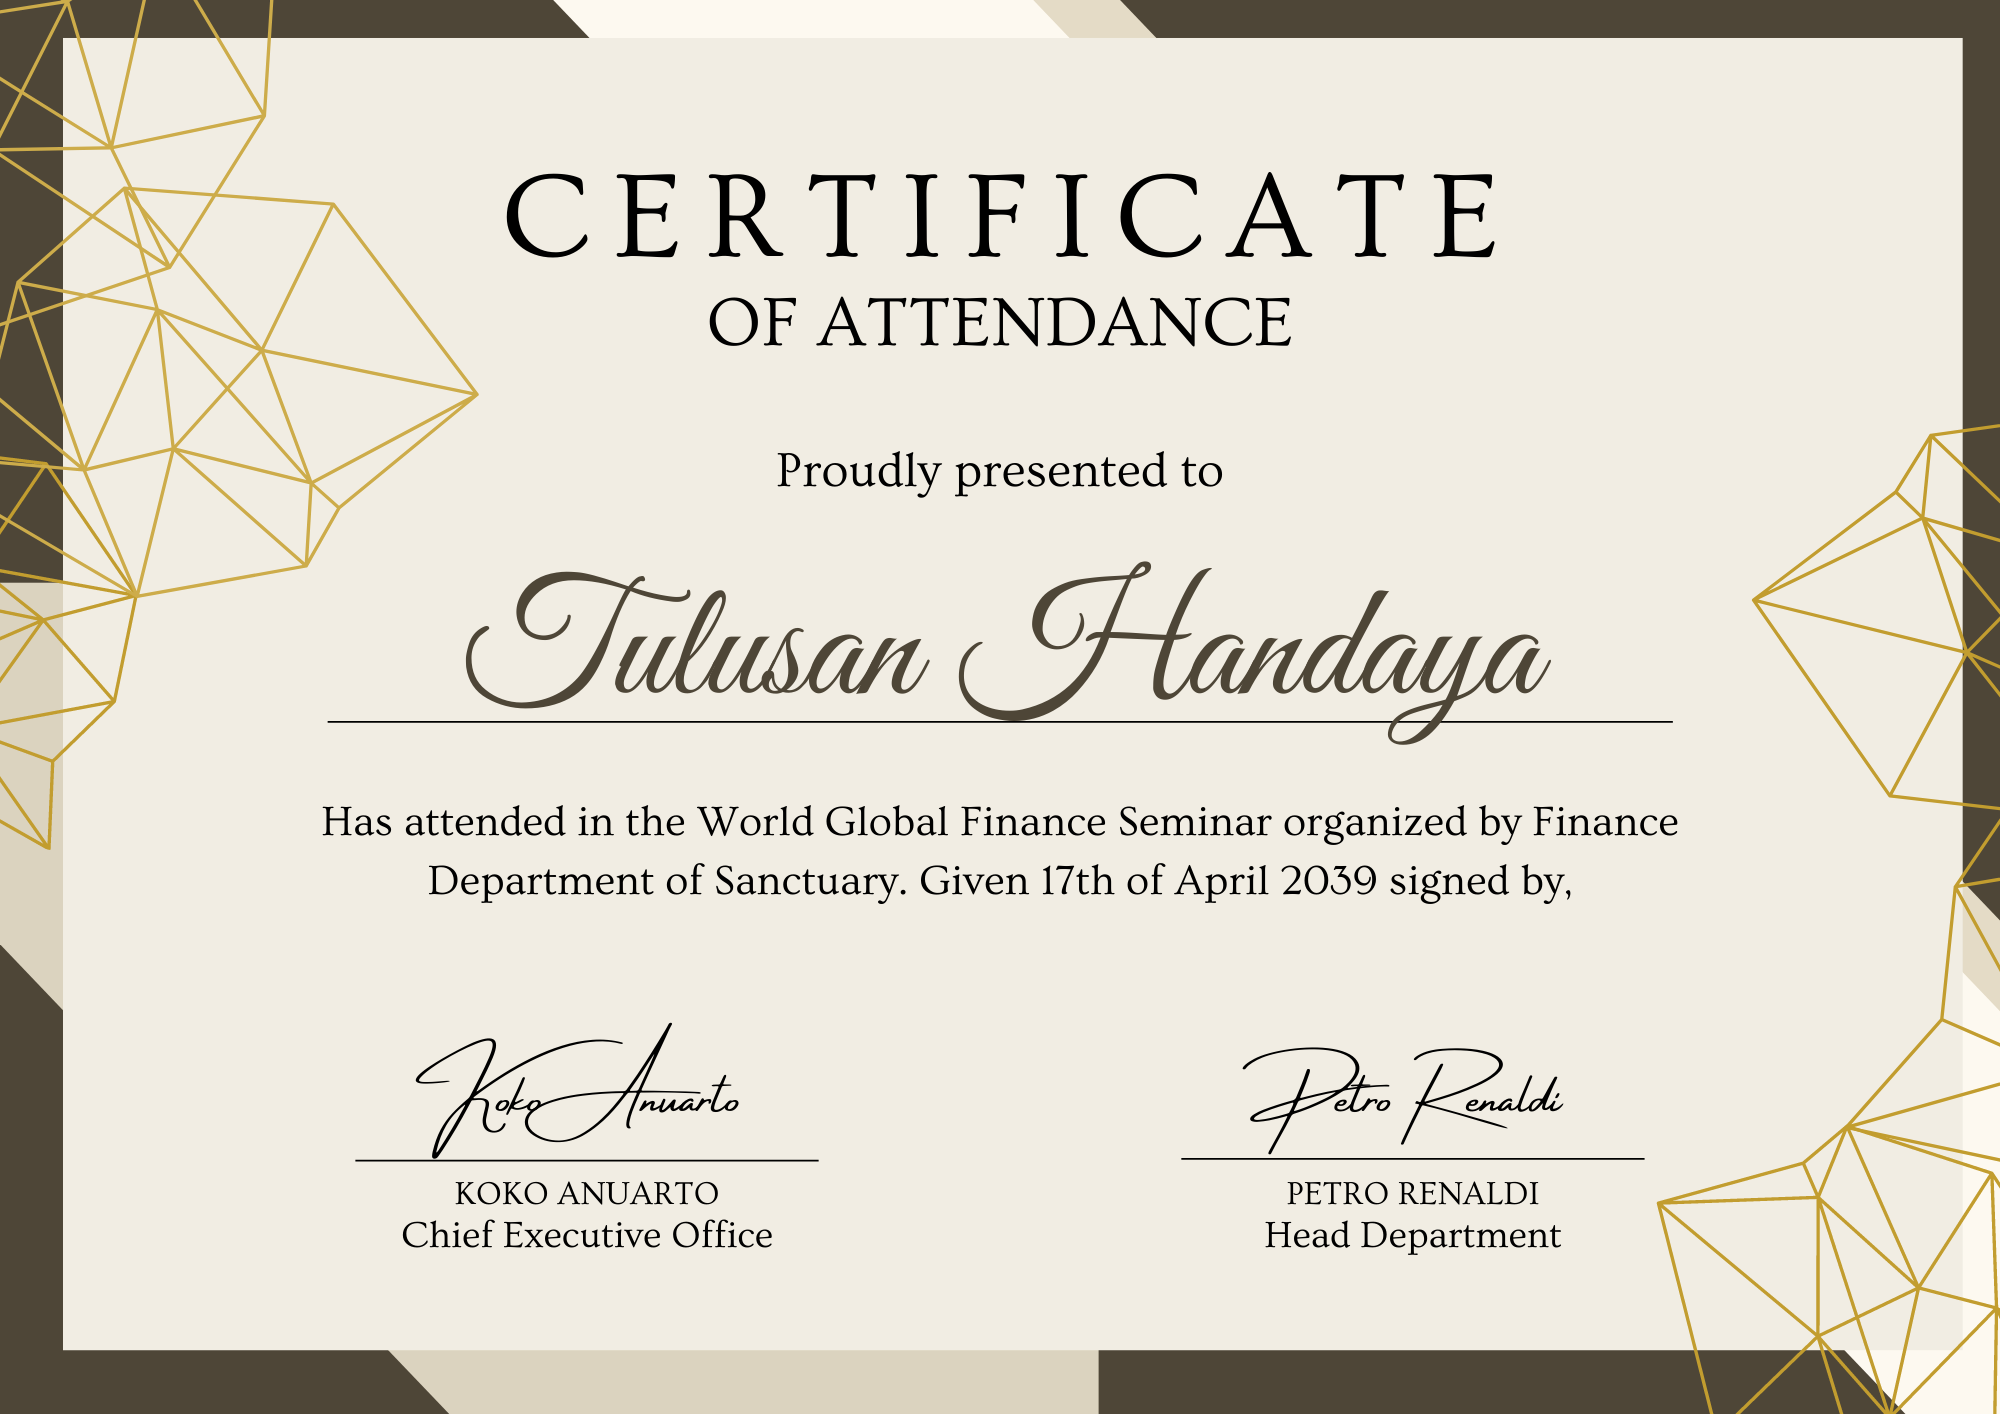 CERTIFICATE
OF ATTENDANCE
Proudly presented to
Tulusan Handaya
Has attended in the World Global Finance Seminar organized by Finance
Department of Sanctuary. Given 17th of April 2039 signed by,
Koko Anuarto
KOKO ANUARTO
Chief Executive Office
Petro Renaldi
PETRO RENALDI
Head Department